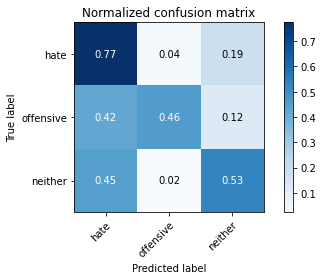 Normalized confusion matrix
True label
hate 0.77 0.04 0.19
offensive 0.42 0.46 0.12
neither 0.45 0.02 0.53
hate offensive neither
Predicted label
0.7
0.6
0.5
0.4
0.3
0.2
0.1